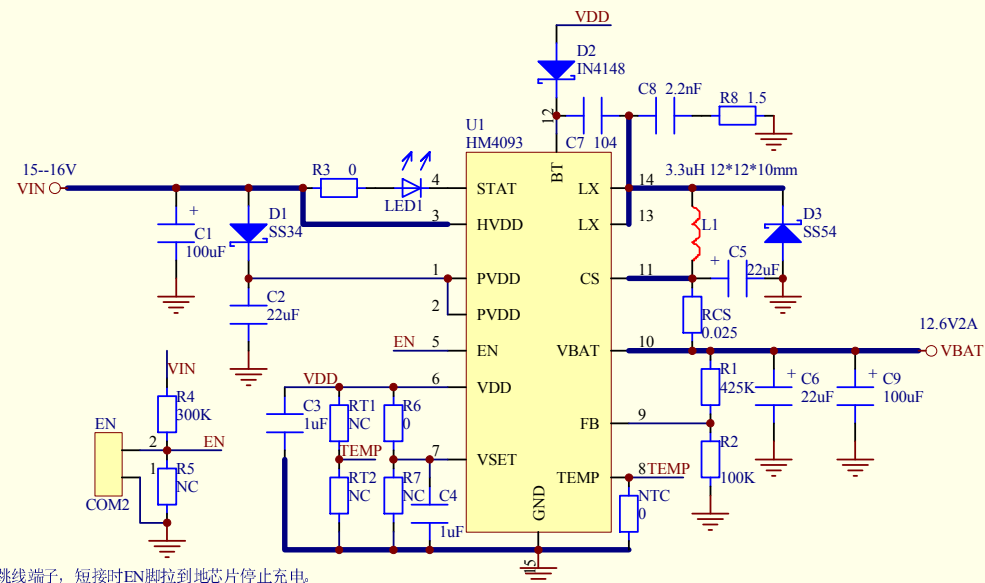 VDD
D2
IN4148
C8 2.2nF
R8 1.5
12
C7 104
U1
HM4093
BT
15--16V
VIN
R3 0
LED1
4
STAT
LX
14
3.3uH 12*12*10mm
3
HVDD
LX
13
L1
D3
SS54
+
C1
100uF
D1
SS34
1
PVDD
CS
11
+
C5
22uF
2
PVDD
C2
22uF
RCS
0.025
12.6V2A
EN
5
EN
VBAT
10
VBAT
VIN
VDD
6
VDD
R1
425K
+
C6
22uF
+
C9
100uF
R4
300K
C3
1uF
RT1
NC
R6
0
FB
9
EN
2
EN
TEMP
7
VSET
R2
100K
1
R5
NC
RT2
NC
R7
NC
C4
1uF
TEMP
8
TEMP
NTC
0
COM2
GND
15
跳线端子，短接时EN脚拉到地芯片停止充电。